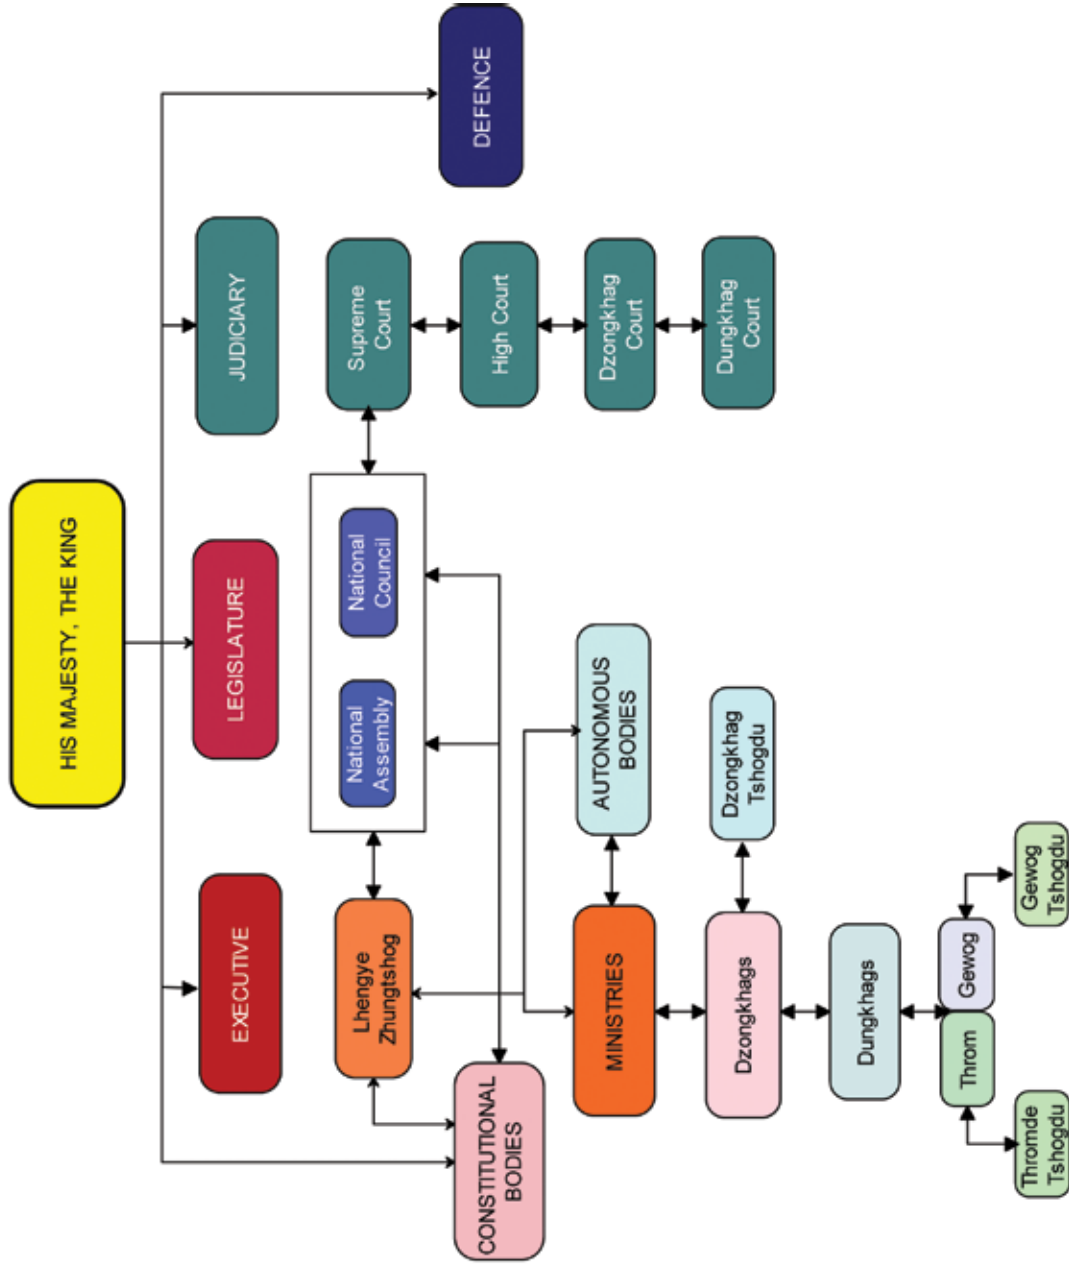 HIS MAJESTY, THE KING
EXECUTIVE
LEGISLATURE
JUDICIARY
DEFENCE
Lhengye
Zhungtshog
National
Assembly
National
Council
Supreme
Court
CONSTITUTIONAL
BODIES
High Court
MINISTRIES
AUTONOMOUS
BODIES
Dzongkhag
Court
Dzongkhags
Dzongkhag
Tshogdu
Dungkhag
Court
Dungkhags
Throm
Gewog
Thromde
Tshogdu
Gewog
Tshogdu